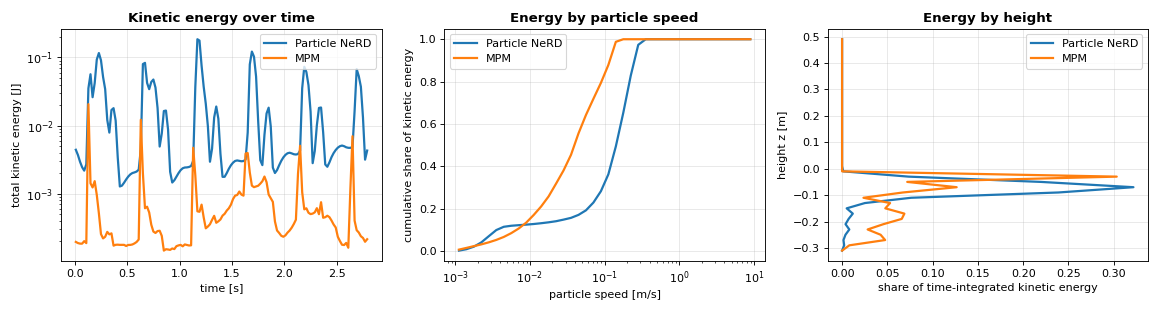 Kinetic energy over time
total kinetic energy [J]
10⁻¹
10⁻²
10⁻³
0.0 0.5 1.0 1.5 2.0 2.5
time [s]
Particle NeRD
MPM
Energy by particle speed
cumulative share of kinetic energy
1.0
0.8
0.6
0.4
0.2
0.0
10⁻³ 10⁻² 10⁻¹ 10⁰ 10¹
particle speed [m/s]
Particle NeRD
MPM
Energy by height
height z [m]
0.5
0.4
0.3
0.2
0.1
0.0
−0.1
−0.2
−0.3
0.00 0.05 0.10 0.15 0.20 0.25 0.30
share of time-integrated kinetic energy
Particle NeRD
MPM